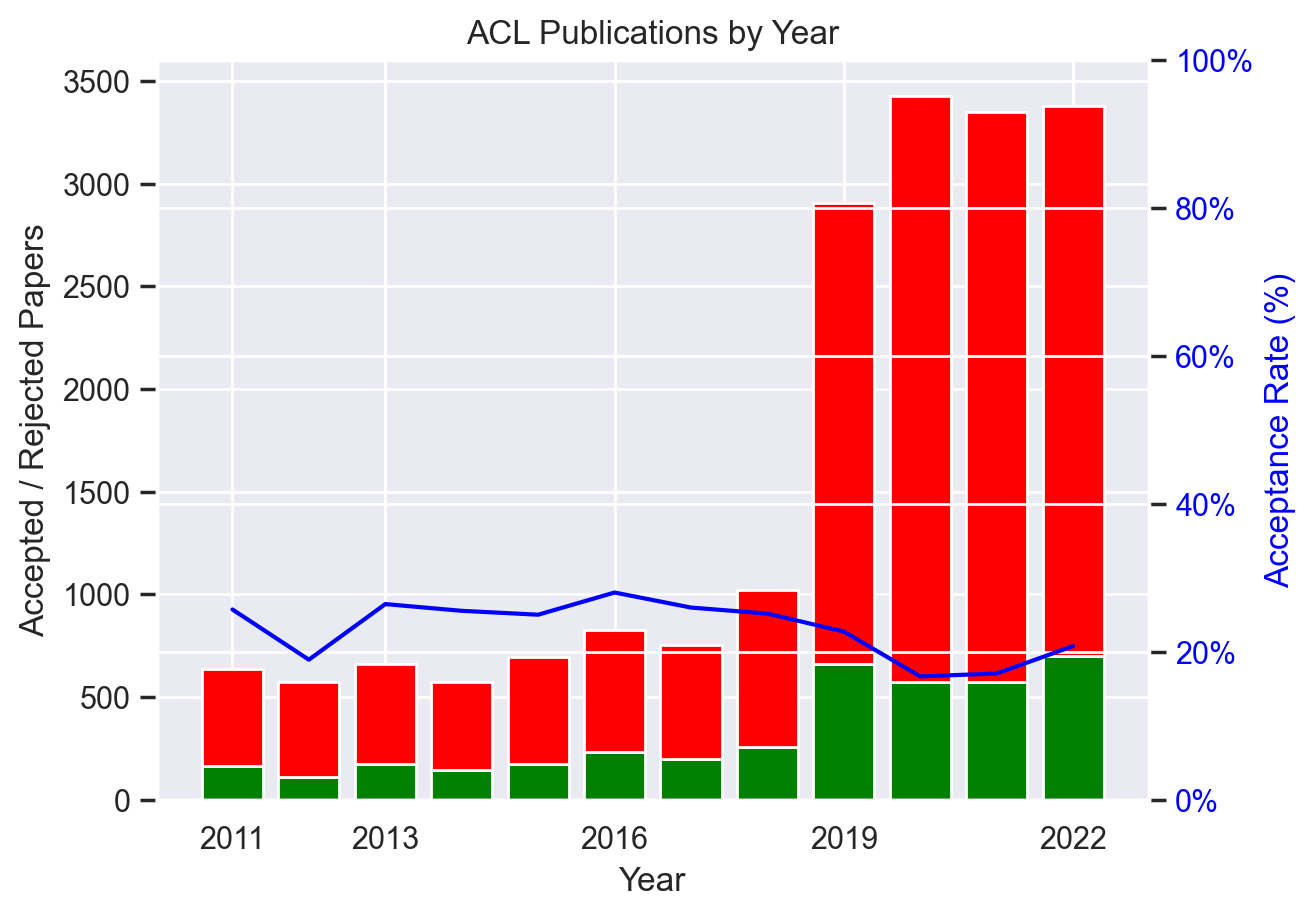 ACL Publications by Year
Accepted / Rejected Papers
3500
3000
2500
2000
1500
1000
500
0
100%
80%
60%
40%
20%
0%
Acceptance Rate (%)
2011 2013 2016 2019 2022
Year